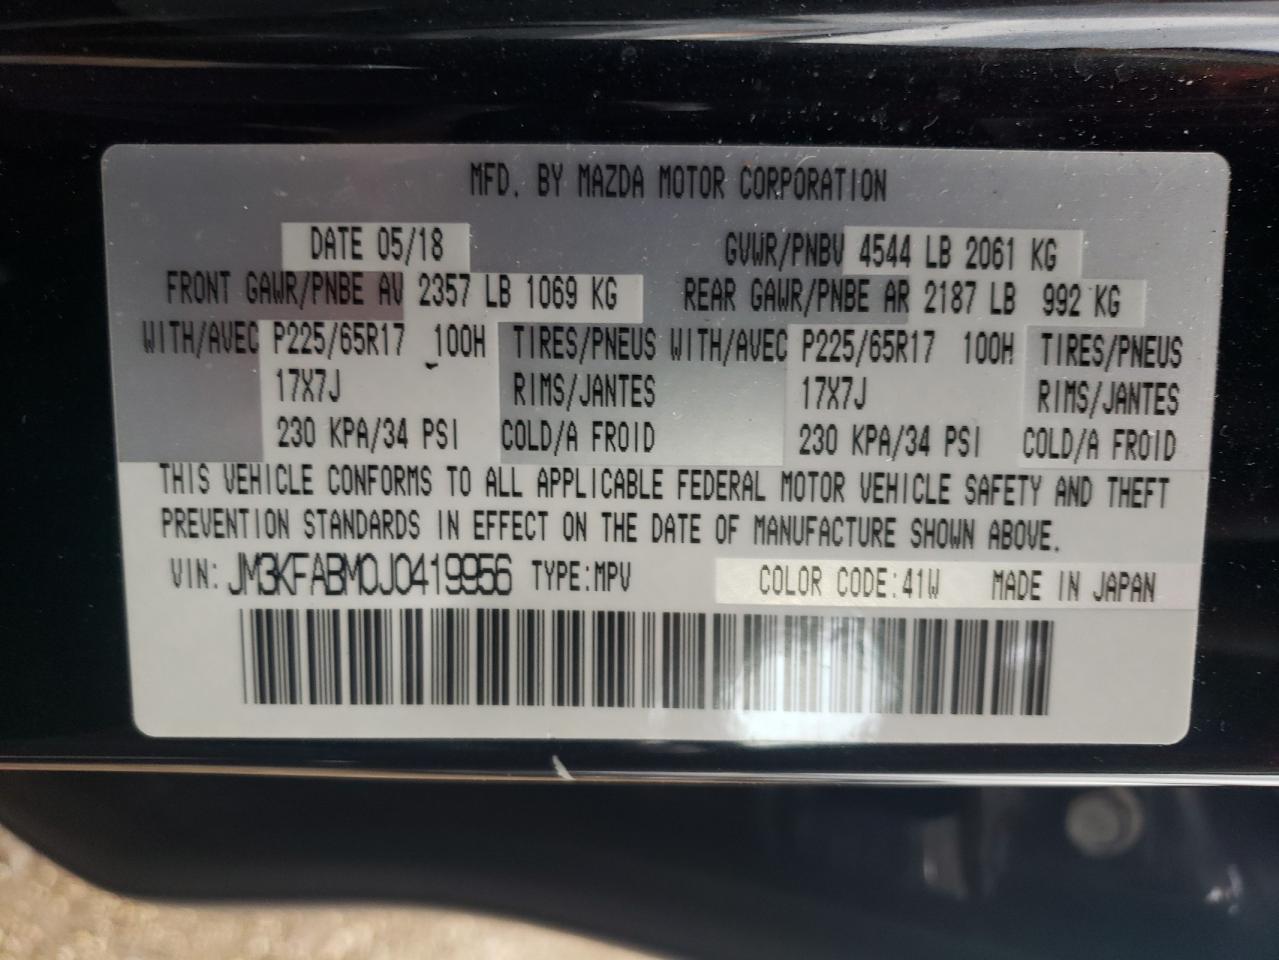 MFD. BY MAZDA MOTOR CORPORATION
DATE 05/18 GVWR/PNBV 4544 LB 2061 KG
FRONT GAWR/PNBE AV 2357 LB 1069 KG REAR GAWR/PNBE AR 2187 LB 992 KG
WITH/AVEC P225/65R17 100H TIRES/PNEUS WITH/AVEC P225/65R17 100H TIRES/PNEUS
17X7J RIMS/JANTES 17X7J RIMS/JANTES
230 KPA/34 PSI COLD/A FROID 230 KPA/34 PSI COLD/A FROID
THIS VEHICLE CONFORMS TO ALL APPLICABLE FEDERAL MOTOR VEHICLE SAFETY AND THEFT
PREVENTION STANDARDS IN EFFECT ON THE DATE OF MANUFACTURE SHOWN ABOVE.
VIN: JM3KFABM0J0419956 TYPE:MPV COLOR CODE:41W MADE IN JAPAN